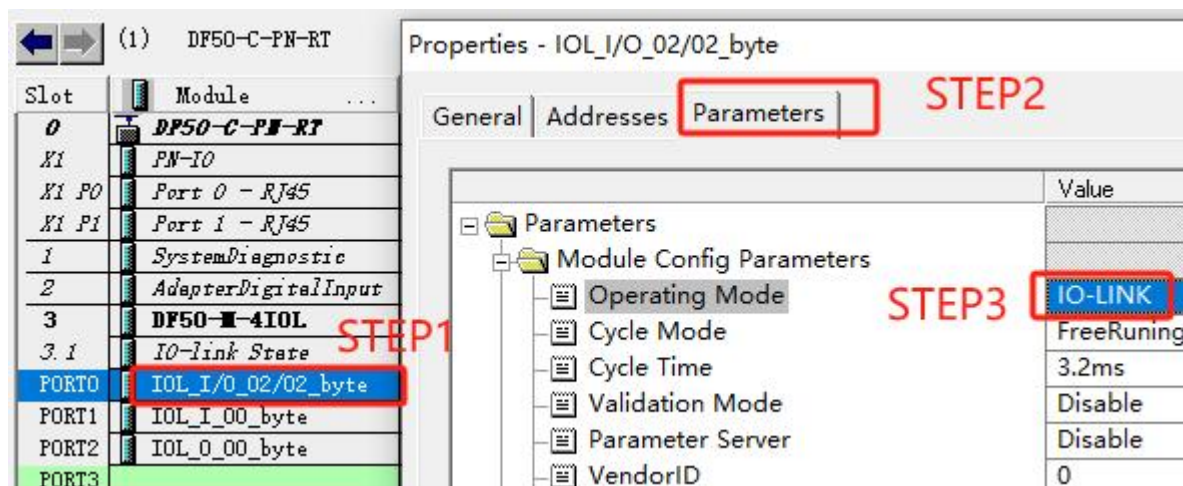 (1) DF50-C-PN-RT
Slot Module ...
0 DF50-C-PN-RT
X1 PN-IO
X1 P0 Port 0 - RJ45
X1 P1 Port 1 - RJ45
1 SystemDiagnostic
2 AdapterDigitalInput
3 DF50-M-4IOL
3.1 IO-link State
STEP1
PORT0 IOL_I/O_02/02_byte
PORT1 IOL_I_00_byte
PORT2 IOL_O_00_byte
PORT3
Properties - IOL_I/O_02/02_byte
General Addresses Parameters
STEP2
Value
Parameters
Module Config Parameters
Operating Mode STEP3 IO-LINK
Cycle Mode FreeRuning
Cycle Time 3.2ms
Validation Mode Disable
Parameter Server Disable
VendorID 0